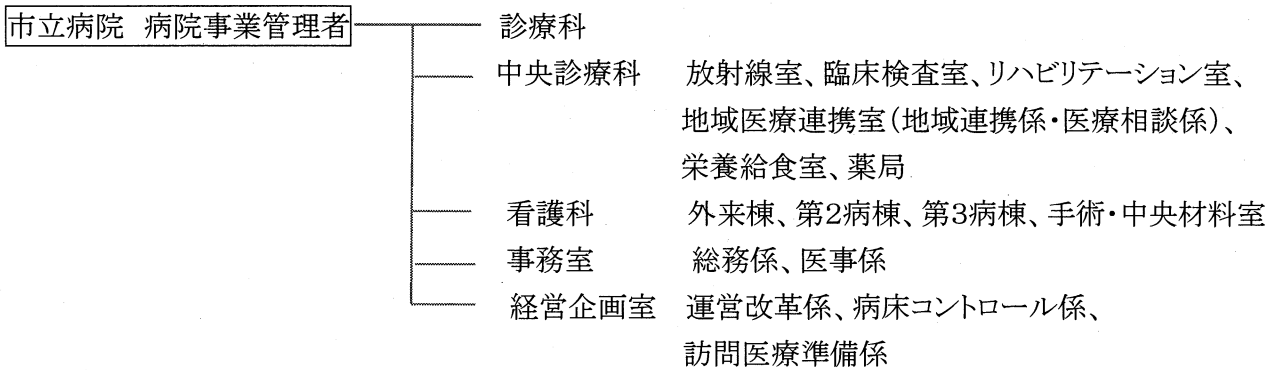 市立病院 病院事業管理者 診療科
中央診療科 放射線室、臨床検査室、リハビリテーション室、
地域医療連携室(地域連携係・医療相談係)、
栄養給食室、薬局
看護科 外来棟、第2病棟、第3病棟、手術・中央材料室
事務室 総務係、医事係
経営企画室 運営改革係、病床コントロール係、
訪問医療準備係